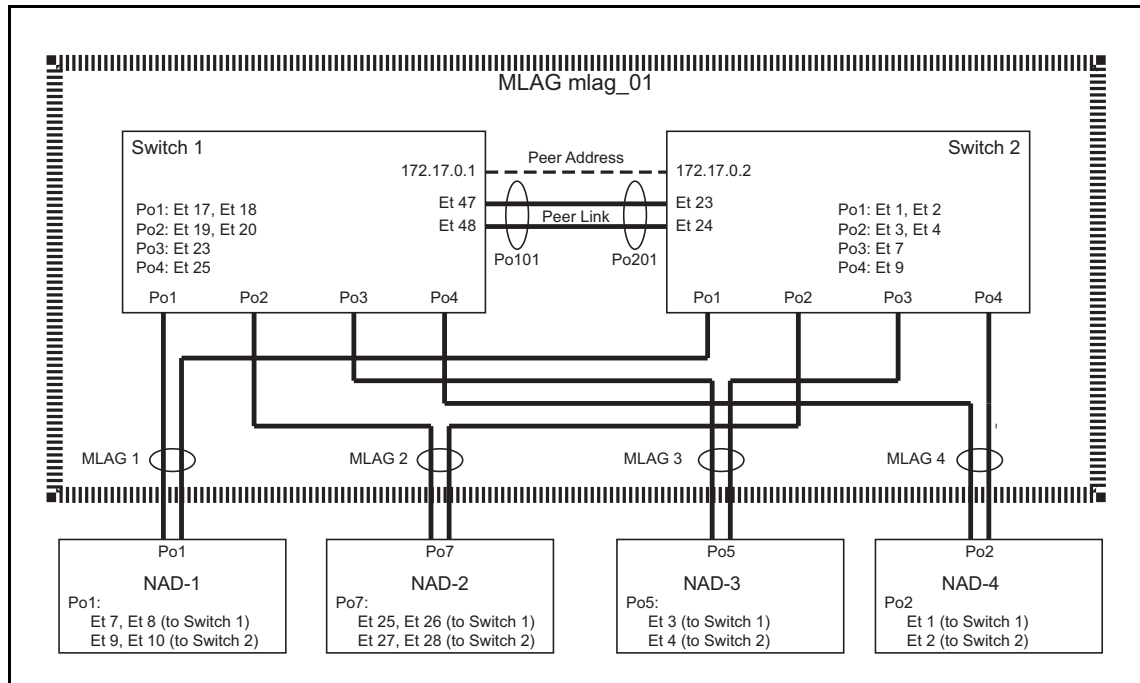 MLAG mlag_01
Switch 1
Switch 2
Peer Address
172.17.0.1
172.17.0.2
Et 47
Et 23
Peer Link
Et 48
Et 24
Po101
Po201
Po1: Et 17, Et 18
Po2: Et 19, Et 20
Po3: Et 23
Po4: Et 25
Po1: Et 1, Et 2
Po2: Et 3, Et 4
Po3: Et 7
Po4: Et 9
Po1
Po2
Po3
Po4
Po1
Po2
Po3
Po4
MLAG 1
MLAG 2
MLAG 3
MLAG 4
Po1
NAD-1
Po1:
Et 7, Et 8 (to Switch 1)
Et 9, Et 10 (to Switch 2)
Po7
NAD-2
Po7:
Et 25, Et 26 (to Switch 1)
Et 27, Et 28 (to Switch 2)
Po5
NAD-3
Po5:
Et 3 (to Switch 1)
Et 4 (to Switch 2)
Po2
NAD-4
Po2
Et 1 (to Switch 1)
Et 2 (to Switch 2)